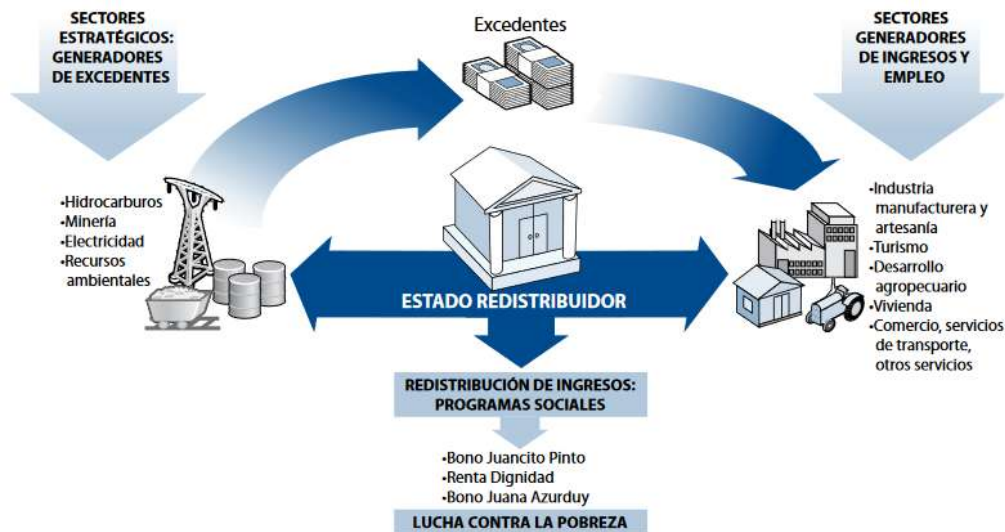 SECTORES
ESTRATÉGICOS:
GENERADORES
DE EXCEDENTES
Excedentes
SECTORES
GENERADORES
DE INGRESOS Y
EMPLEO
•Hidrocarburos
•Minería
•Electricidad
•Recursos
ambientales
•Industria
manufacturera y
artesanía
•Turismo
•Desarrollo
agropecuario
•Vivienda
•Comercio, servicios
de transporte,
otros servicios
ESTADO REDISTRIBUIDOR
REDISTRIBUCIÓN DE INGRESOS:
PROGRAMAS SOCIALES
•Bono Juancito Pinto
•Renta Dignidad
•Bono Juana Azurduy
LUCHA CONTRA LA POBREZA